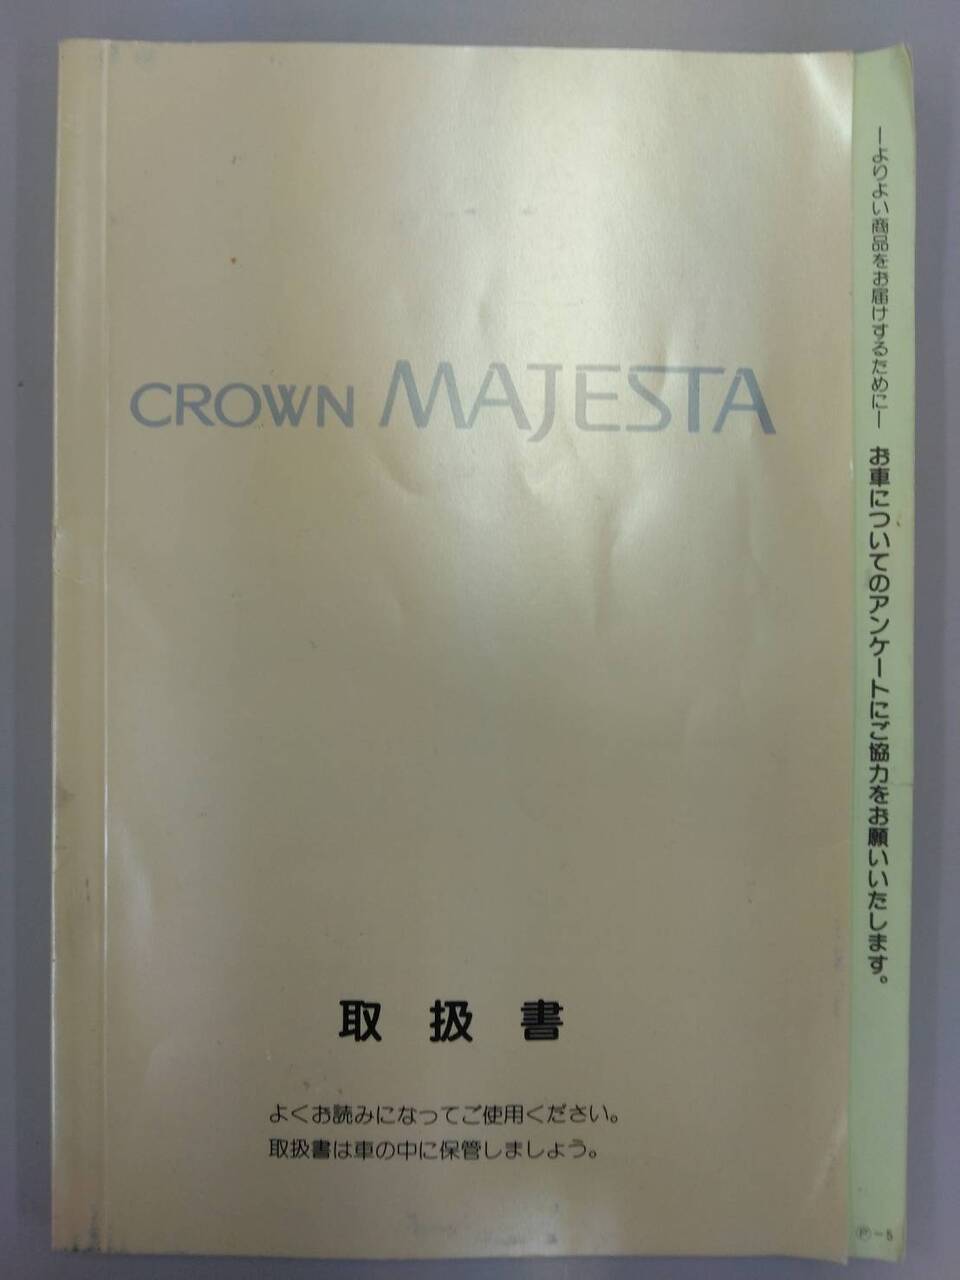 CROWN MAJESTA
取扱書
よくお読みになってご使用ください。
取扱書は車の中に保管しましょう。
―よりよい商品をお届けするために― お車についてのアンケートにご協力をお願いいたします。
Ⓟ−5